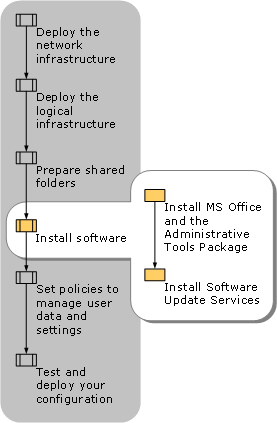 Deploy the
network
infrastructure
Deploy the
logical
infrastructure
Prepare shared
folders
Install software
Set policies to
manage user
data and
settings
Test and
deploy your
configuration
Install MS Office
and the
Administrative
Tools Package
Install Software
Update Services